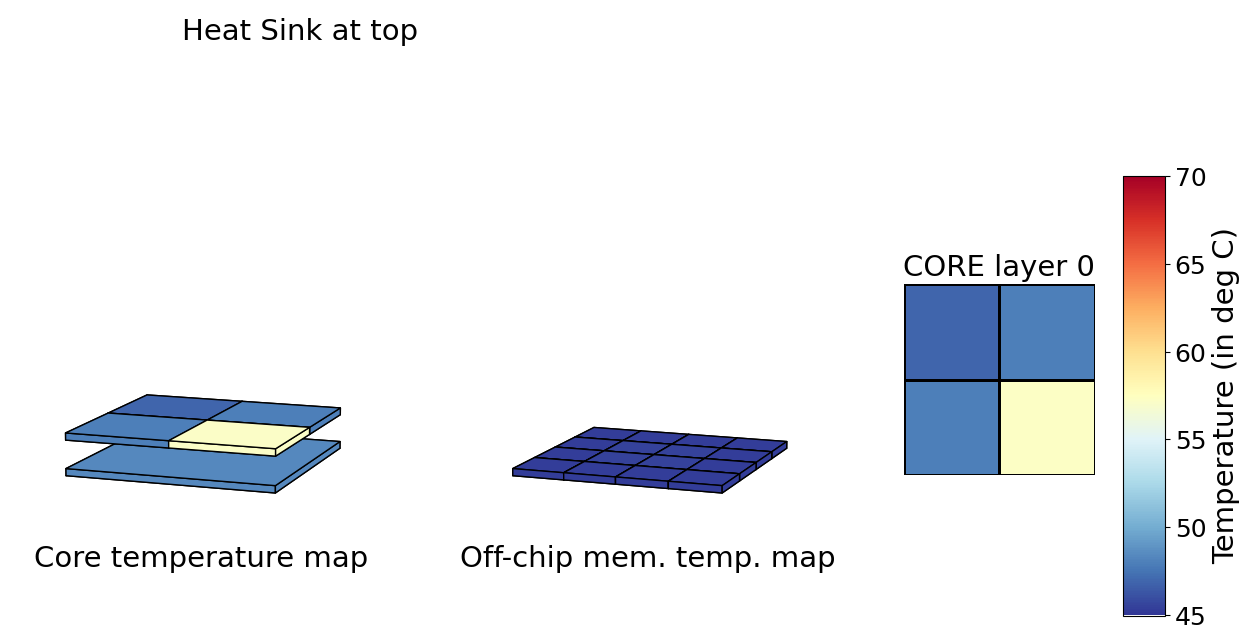 Heat Sink at top
Core temperature map
Off-chip mem. temp. map
CORE layer 0
70
65
60
55
50
45
Temperature (in deg C)